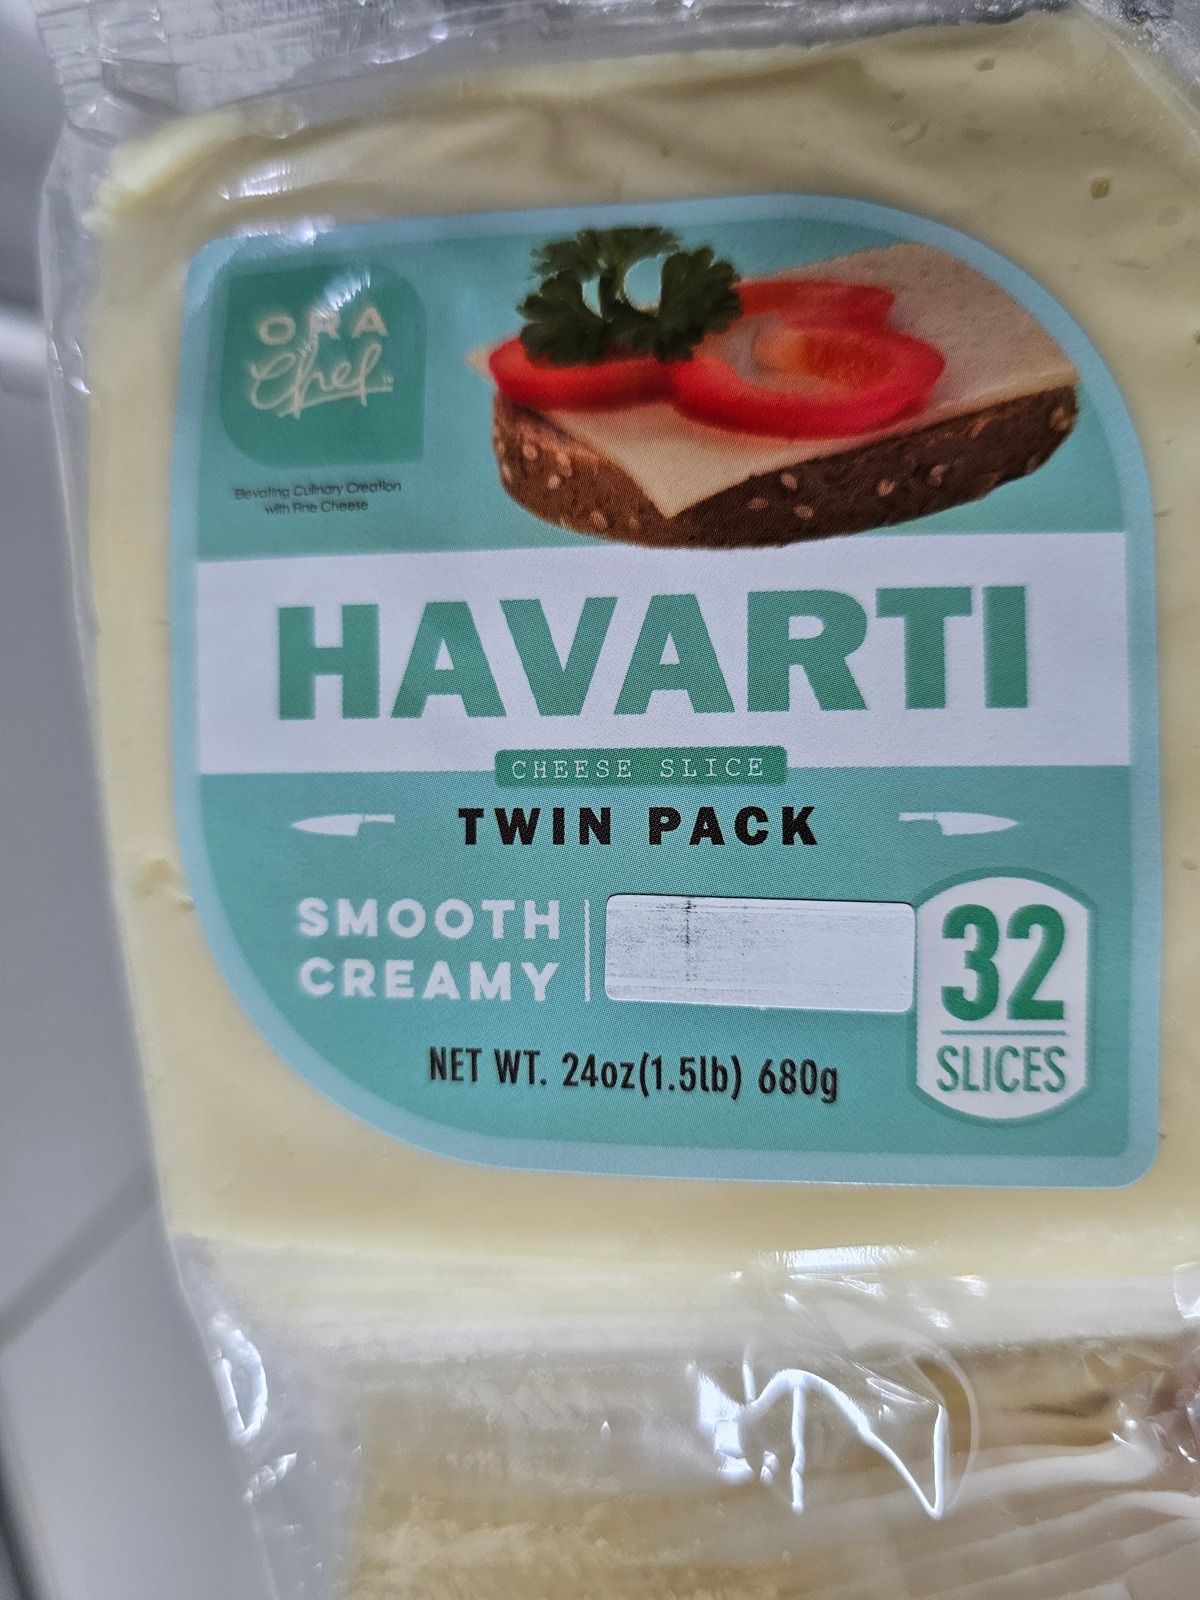 ORA
Chef
Elevating Culinary Creation
with Fine Cheese
HAVARTI
CHEESE SLICE
TWIN PACK
SMOOTH
CREAMY
32
SLICES
NET WT. 24oz(1.5lb) 680g